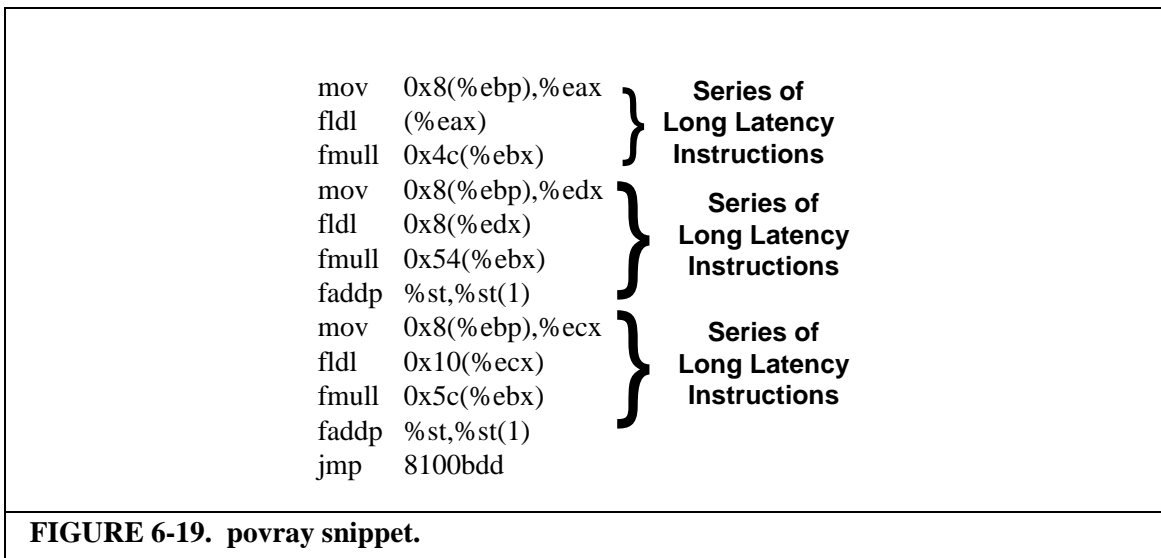 mov 0x8(%ebp),%eax
fldl (%eax)
fmull 0x4c(%ebx)
Series of
Long Latency
Instructions
mov 0x8(%ebp),%edx
fldl 0x8(%edx)
fmull 0x54(%ebx)
faddp %st,%st(1)
Series of
Long Latency
Instructions
mov 0x8(%ebp),%ecx
fldl 0x10(%ecx)
fmull 0x5c(%ebx)
faddp %st,%st(1)
Series of
Long Latency
Instructions
jmp 8100bdd
FIGURE 6-19. povray snippet.